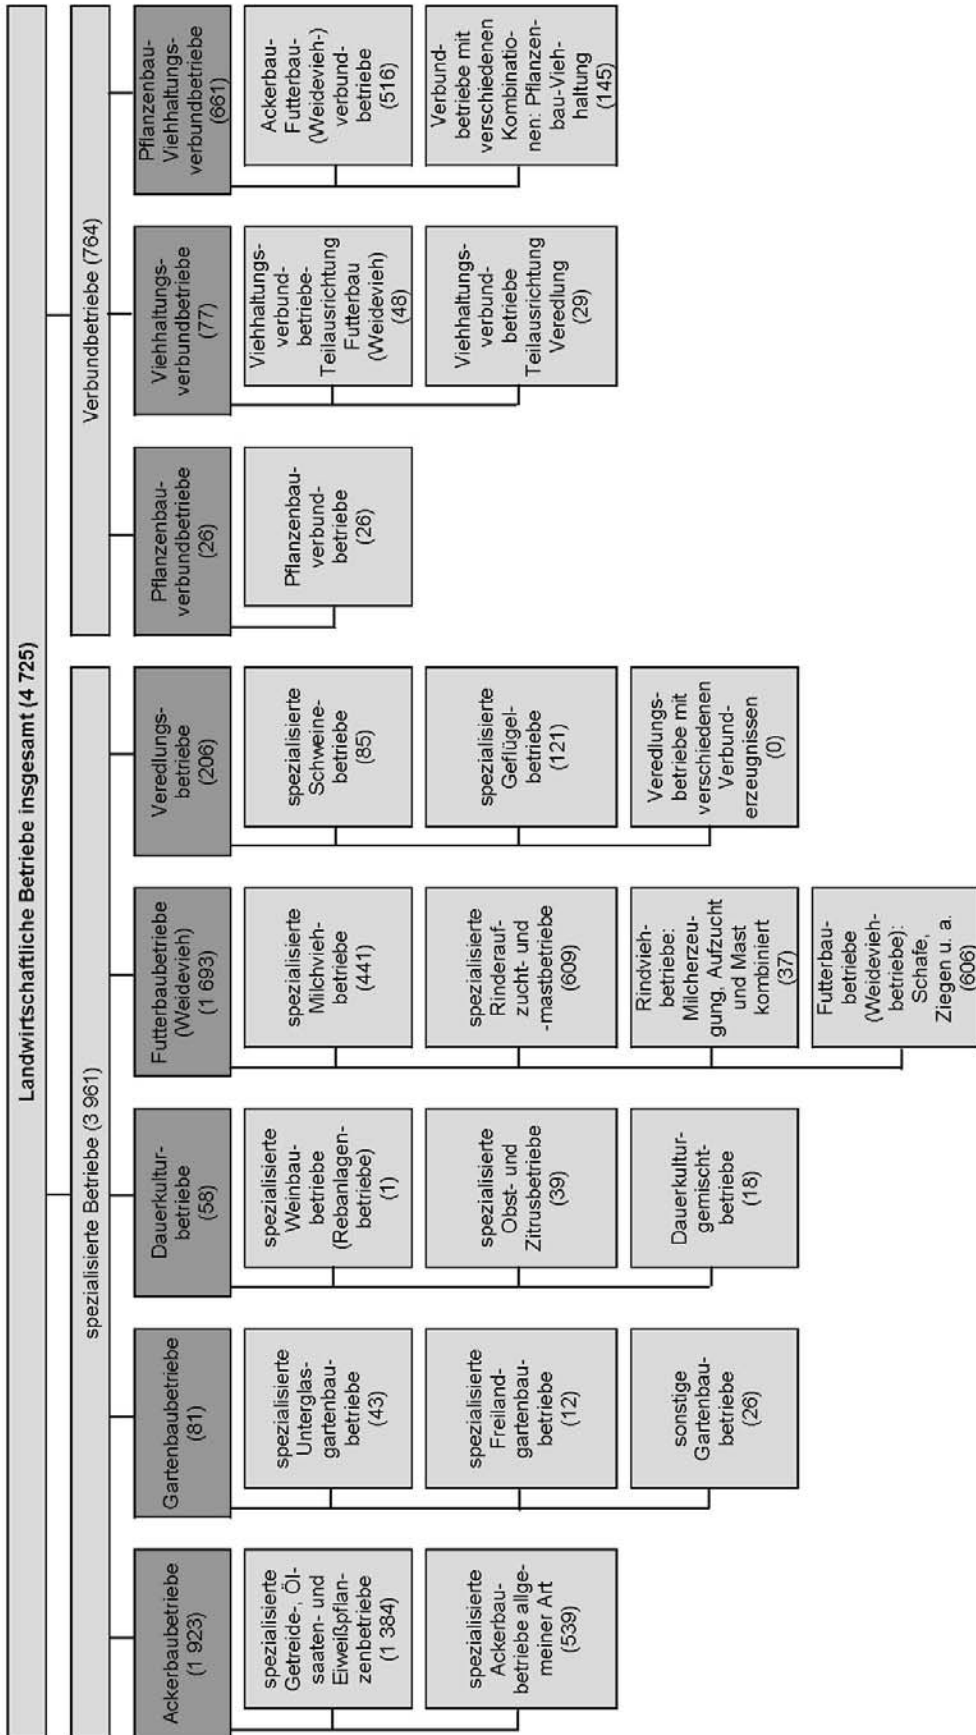 Landwirtschaftliche Betriebe insgesamt (4 725)
spezialisierte Betriebe (3 961)
Verbundbetriebe (764)
Ackerbaubetriebe
(1 923)
spezialisierte
Getreide-, Öl-
saaten- und
Eiweißpflan-
zenbetriebe
(1 384)
spezialisierte
Ackerbau-
betriebe allge-
meiner Art
(539)
Gartenbaubetriebe
(81)
spezialisierte
Unterglas-
gartenbau-
betriebe
(43)
spezialisierte
Freiland-
gartenbau-
betriebe
(12)
sonstige
Gartenbau-
betriebe
(26)
Dauerkultur-
betriebe
(58)
spezialisierte
Weinbau-
betriebe
(Rebanlagen-
betriebe)
(1)
spezialisierte
Obst- und
Zitrusbetriebe
(39)
Dauerkultur-
gemischt-
betriebe
(18)
Futterbaubetriebe
(Weidevieh)
(1 693)
spezialisierte
Milchvieh-
betriebe
(441)
spezialisierte
Rinderauf-
zucht- und
-mastbetriebe
(609)
Rindvieh-
betriebe:
Milcherzeu-
gung, Aufzucht
und Mast
kombiniert
(37)
Futterbau-
betriebe
(Weidevieh-
betriebe):
Schafe,
Ziegen u. a.
(606)
Veredlungs-
betriebe
(206)
spezialisierte
Schweine-
betriebe
(85)
spezialisierte
Geflügel-
betriebe
(121)
Veredlungs-
betriebe mit
verschiedenen
Verbund-
erzeugnissen
(0)
Pflanzenbau-
verbundbetriebe
(26)
Pflanzenbau-
verbund-
betriebe
(26)
Viehhaltungs-
verbundbetriebe
(77)
Viehhaltungs-
verbund-
betriebe-
Teilausrichtung
Futterbau
(Weidevieh)
(48)
Viehhaltungs-
verbund-
betriebe
Teilausrichtung
Veredlung
(29)
Pflanzenbau-
Viehhaltungs-
verbundbetriebe
(661)
Ackerbau-
Futterbau-
(Weidevieh-)
verbund-
betriebe
(516)
Verbund-
betriebe mit
verschiedenen
Kombinatio-
nen: Pflanzen-
bau-Vieh-
haltung
(145)